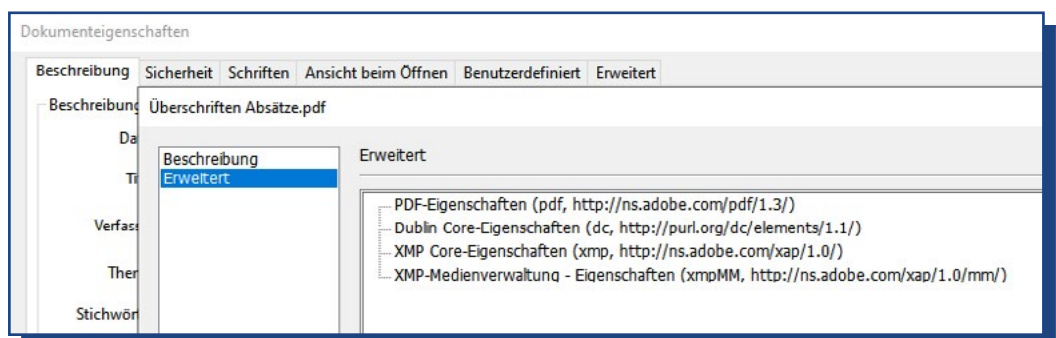 Dokumenteigenschaften
Beschreibung Sicherheit Schriften Ansicht beim Öffnen Benutzerdefiniert Erweitert
Beschreibung
Überschriften Absätze.pdf
Beschreibung
Erweitert
Erweitert
PDF-Eigenschaften (pdf, http://ns.adobe.com/pdf/1.3/)
Dublin Core-Eigenschaften (dc, http://purl.org/dc/elements/1.1/)
XMP Core-Eigenschaften (xmp, http://ns.adobe.com/xap/1.0/)
XMP-Medienverwaltung - Eigenschaften (xmpMM, http://ns.adobe.com/xap/1.0/mm/)
Da
Ti
Verfass
Ther
Stichwör